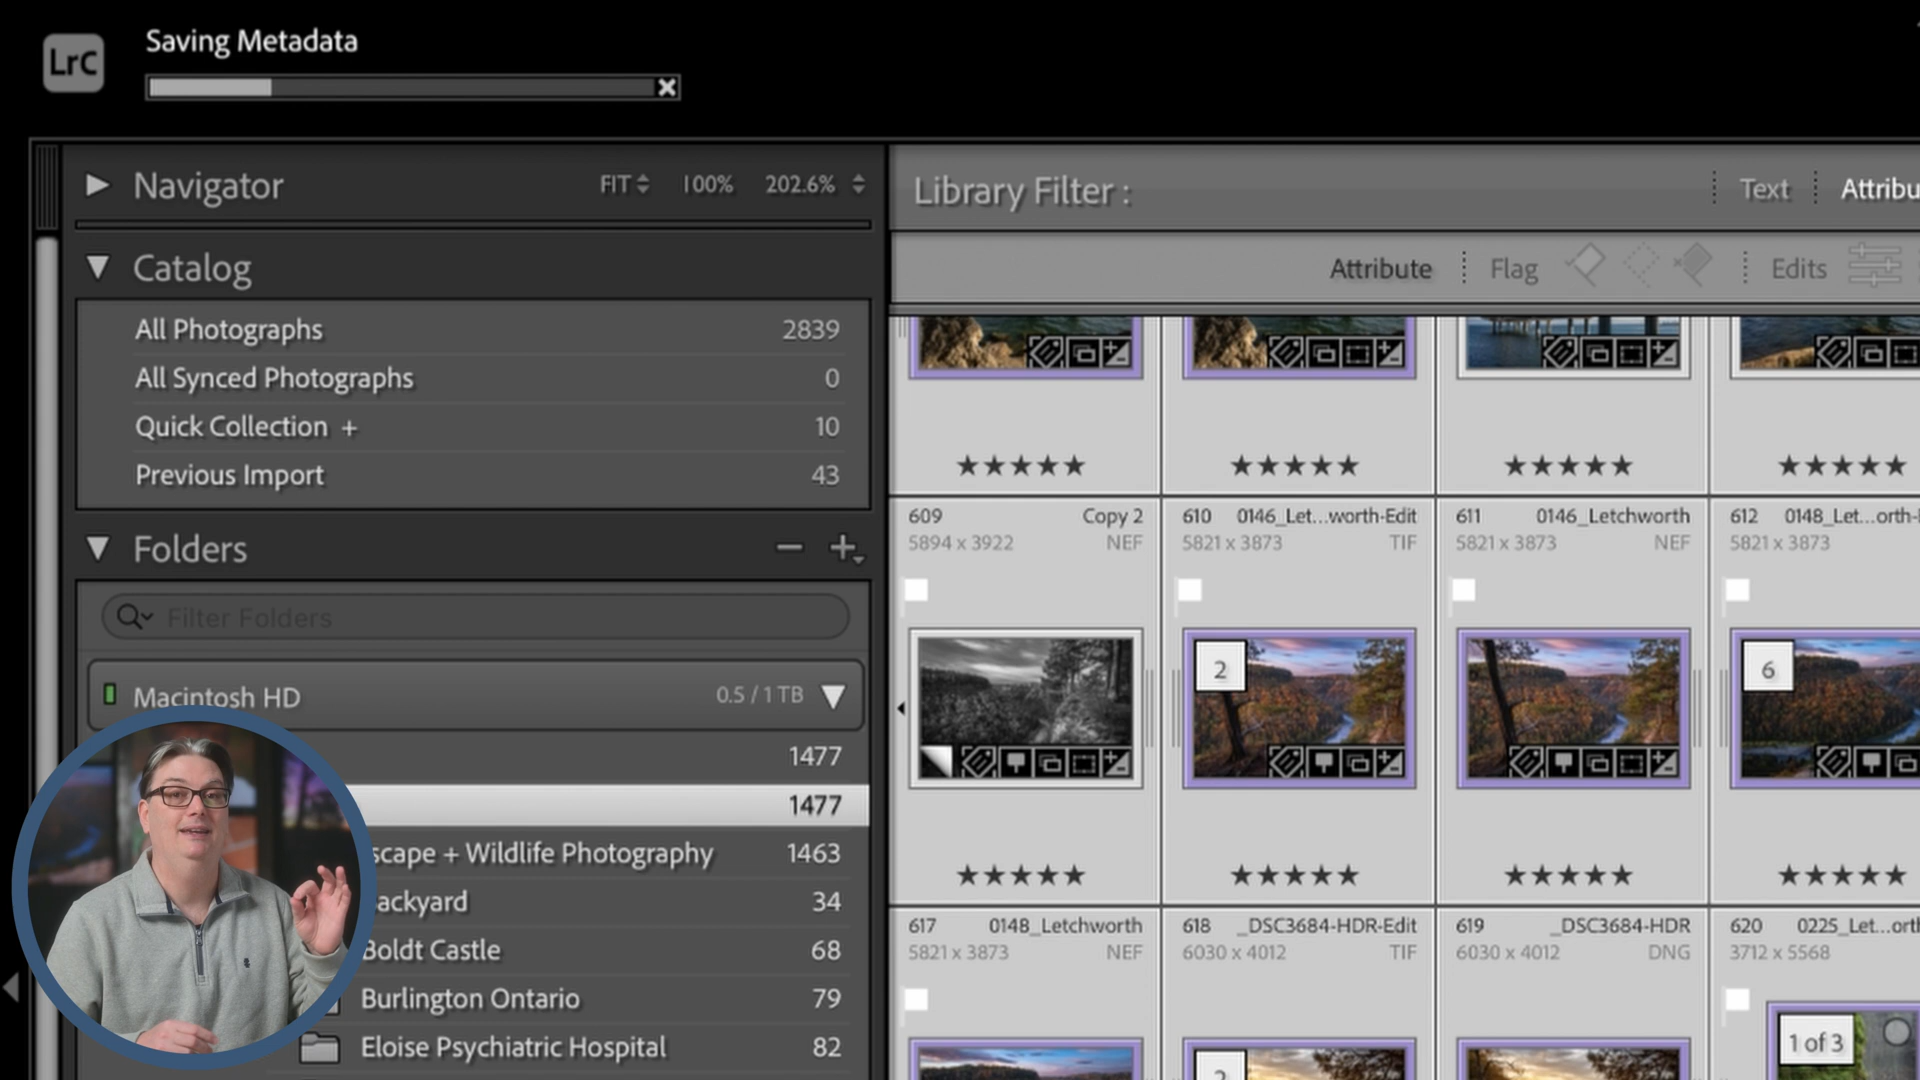 LrC
Saving Metadata
Navigator FIT 100% 202.6%
Catalog
All Photographs 2839
All Synced Photographs 0
Quick Collection + 10
Previous Import 43
Folders
Filter Folders
Macintosh HD 0.5 / 1 TB
1477
1477
scape + Wildlife Photography 1463
ackyard 34
Boldt Castle 68
Burlington Ontario 79
Eloise Psychiatric Hospital 82
Library Filter : Text Attribu
Attribute Flag Edits
609 Copy 2
5894 x 3922 NEF
610 0146_Let...worth-Edit
5821 x 3873 TIF
2
611 0146_Letchworth
5821 x 3873 NEF
612 0148_Let...orth-
5821 x 3873
6
617 0148_Letchworth
5821 x 3873 NEF
618 _DSC3684-HDR-Edit
6030 x 4012 TIF
2
619 _DSC3684-HDR
6030 x 4012 DNG
620 0225_Let...orth
3712 x 5568
1 of 3